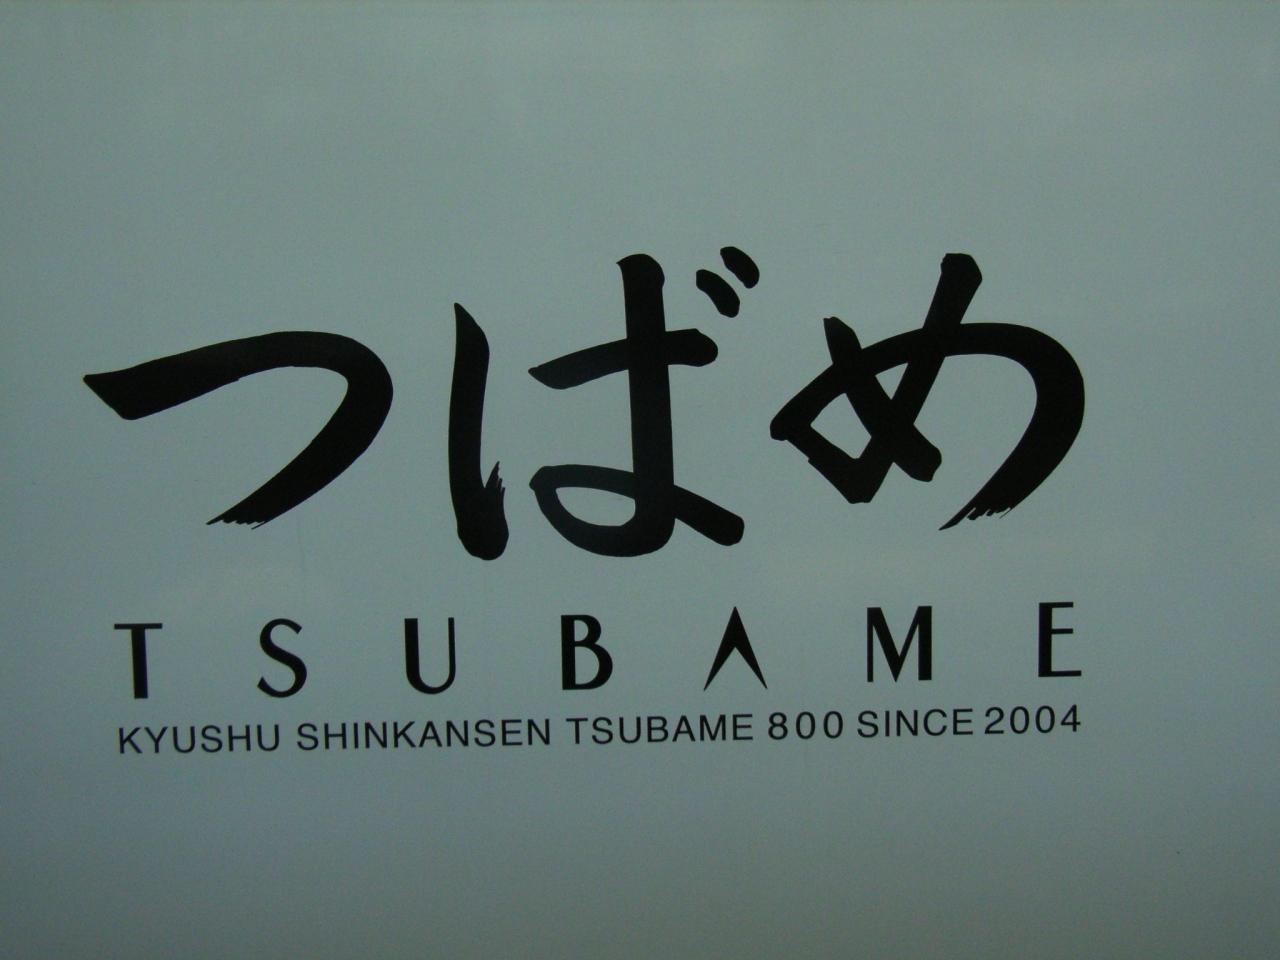 つばめ
TSUBAME
KYUSHU SHINKANSEN TSUBAME 800 SINCE 2004